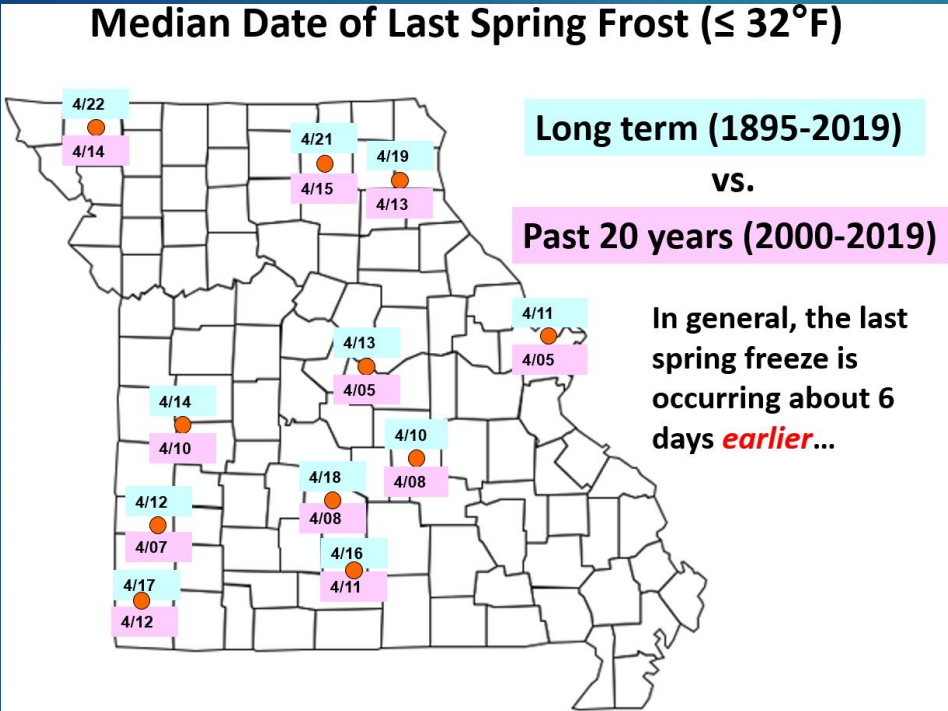 Median Date of Last Spring Frost (≤ 32°F)
4/22
4/14
4/21
4/15
4/19
4/13
Long term (1895-2019)
vs.
Past 20 years (2000-2019)
4/11
4/05
In general, the last
spring freeze is
occurring about 6
days earlier...
4/13
4/05
4/14
4/10
4/10
4/08
4/18
4/08
4/12
4/07
4/16
4/11
4/17
4/12